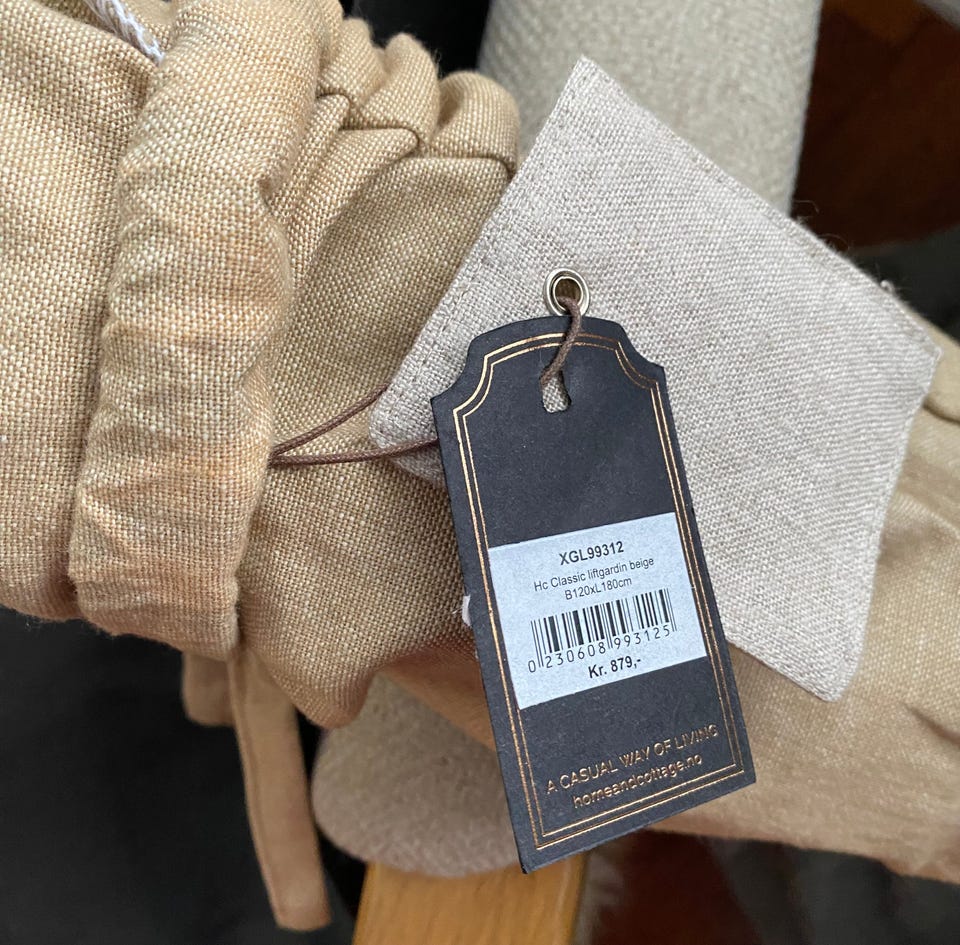 XGL99312
Hc Classic liftgardin beige
B120xL180cm
0 230608 993125
Kr. 879,-
A CASUAL WAY OF LIVING
homeandcottage.no